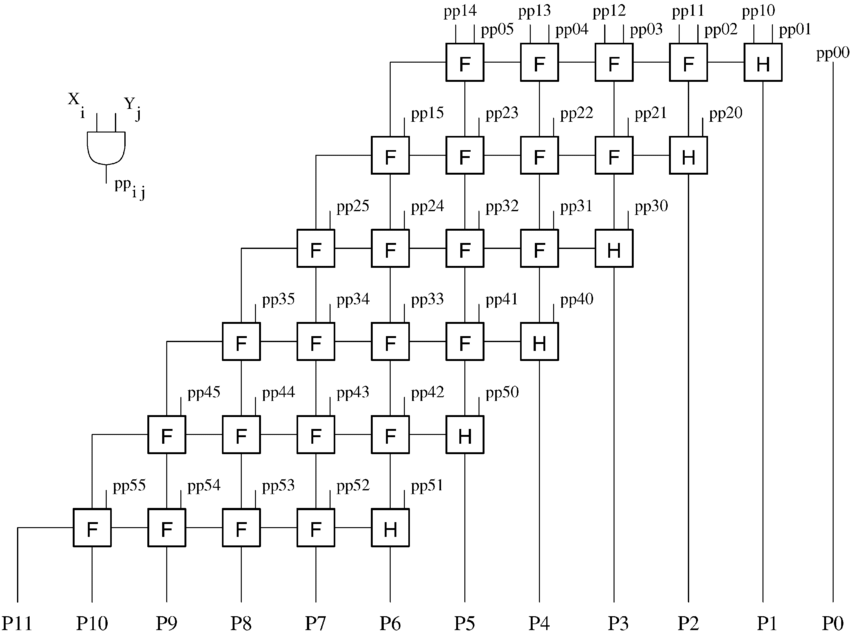 pp14 pp13 pp12 pp11 pp10
pp05 pp04 pp03 pp02 pp01
pp00
F F F F H
X i Y j
pp i j
pp15 pp23 pp22 pp21 pp20
F F F F H
pp25 pp24 pp32 pp31 pp30
F F F F H
pp35 pp34 pp33 pp41 pp40
F F F F H
pp45 pp44 pp43 pp42 pp50
F F F F H
pp55 pp54 pp53 pp52 pp51
F F F F H
P11 P10 P9 P8 P7 P6 P5 P4 P3 P2 P1 P0